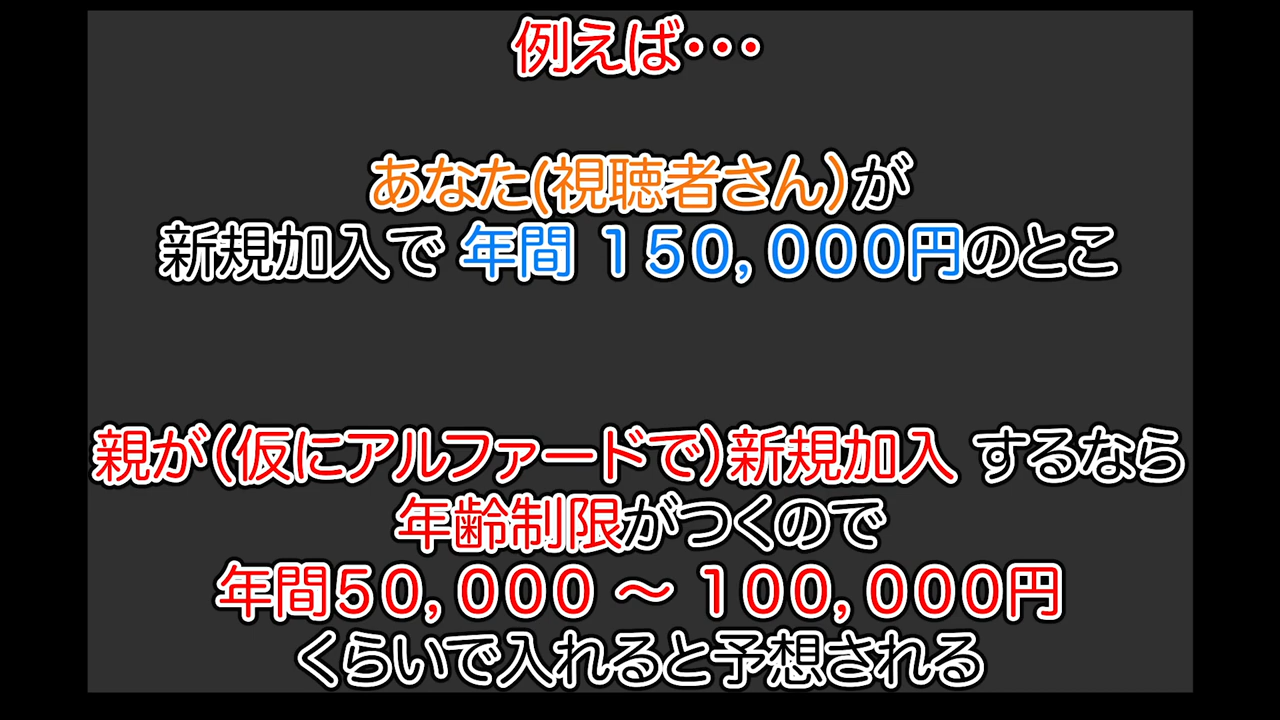 例えば･･･
あなた(視聴者さん)が
新規加入で 年間 １５０，０００円のとこ
親が(仮にアルファードで)新規加入 するなら
年齢制限がつくので
年間５０，０００ ～ １００，０００円
くらいで入れると予想される